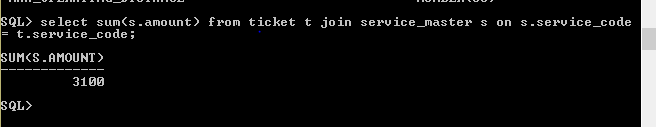 SQL> select sum(s.amount) from ticket t join service_master s on s.service_code
= t.service_code;
SUM(S.AMOUNT)
-------------
3100
SQL>